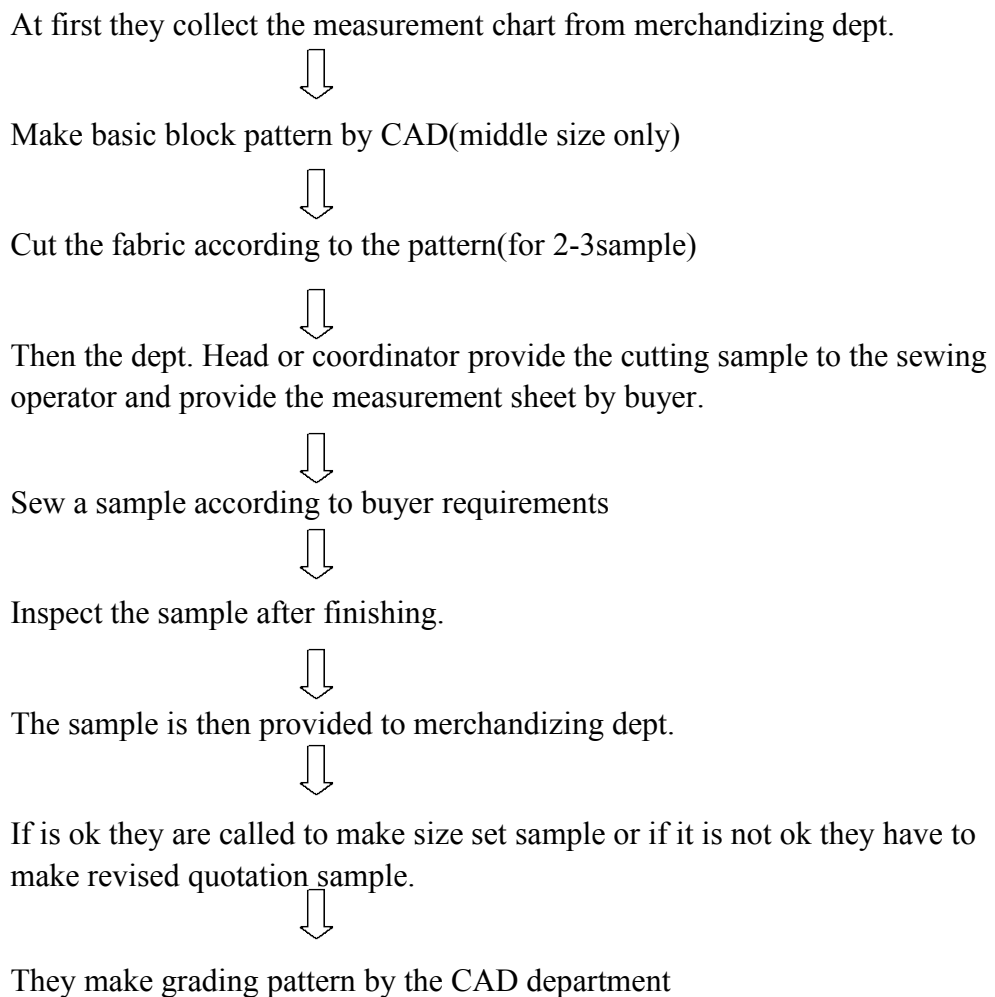 At first they collect the measurement chart from merchandizing dept.
Make basic block pattern by CAD(middle size only)
Cut the fabric according to the pattern(for 2-3sample)
Then the dept. Head or coordinator provide the cutting sample to the sewing
operator and provide the measurement sheet by buyer.
Sew a sample according to buyer requirements
Inspect the sample after finishing.
The sample is then provided to merchandizing dept.
If is ok they are called to make size set sample or if it is not ok they have to
make revised quotation sample.
They make grading pattern by the CAD department